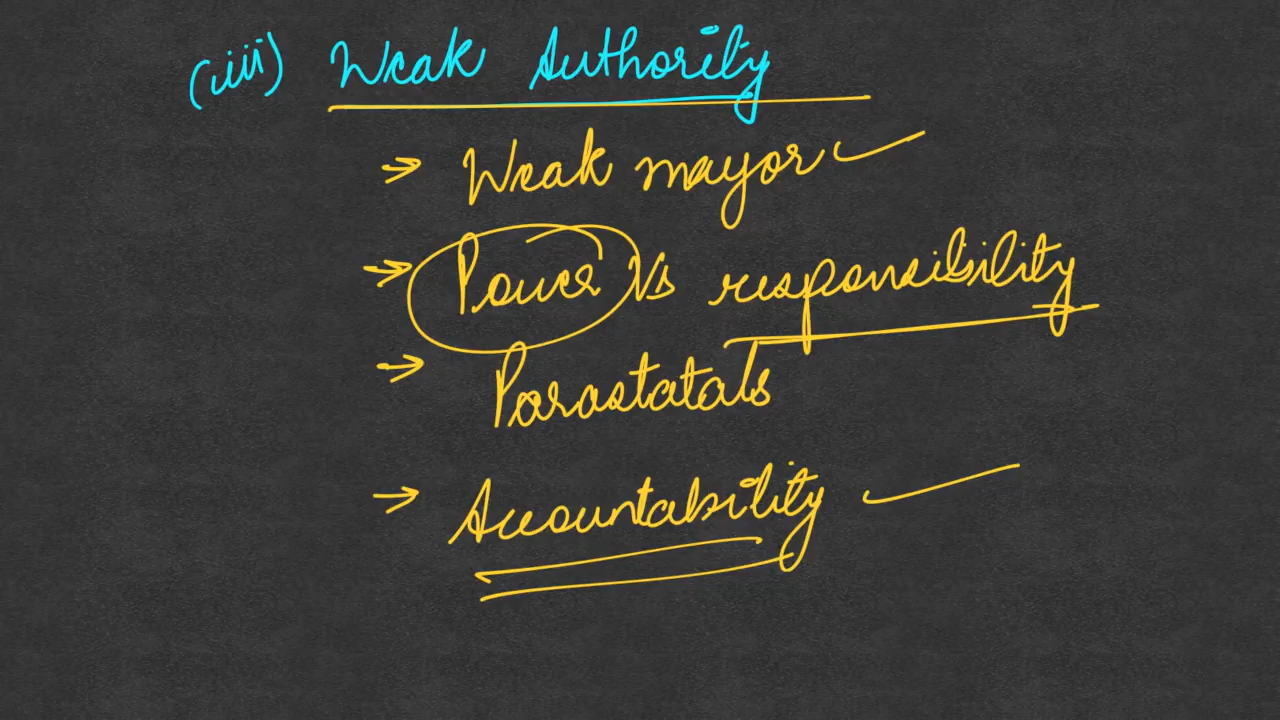 (iii) Weak Authority
→ Weak mayor
→ Power Vs responsibility
→ Parastatals
→ Accountability